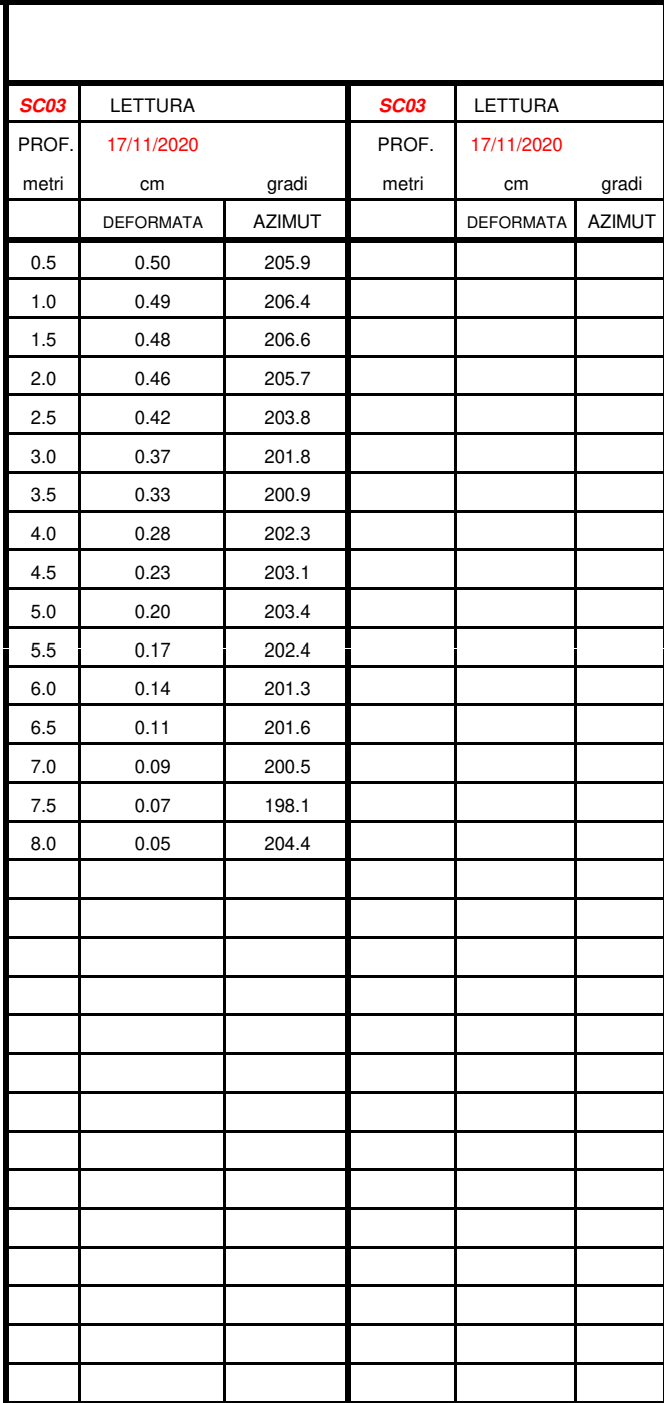 SC03 LETTURA SC03 LETTURA
PROF. 17/11/2020 PROF. 17/11/2020
metri cm gradi metri cm gradi
DEFORMATA AZIMUT DEFORMATA AZIMUT
0.5 0.50 205.9
1.0 0.49 206.4
1.5 0.48 206.6
2.0 0.46 205.7
2.5 0.42 203.8
3.0 0.37 201.8
3.5 0.33 200.9
4.0 0.28 202.3
4.5 0.23 203.1
5.0 0.20 203.4
5.5 0.17 202.4
6.0 0.14 201.3
6.5 0.11 201.6
7.0 0.09 200.5
7.5 0.07 198.1
8.0 0.05 204.4